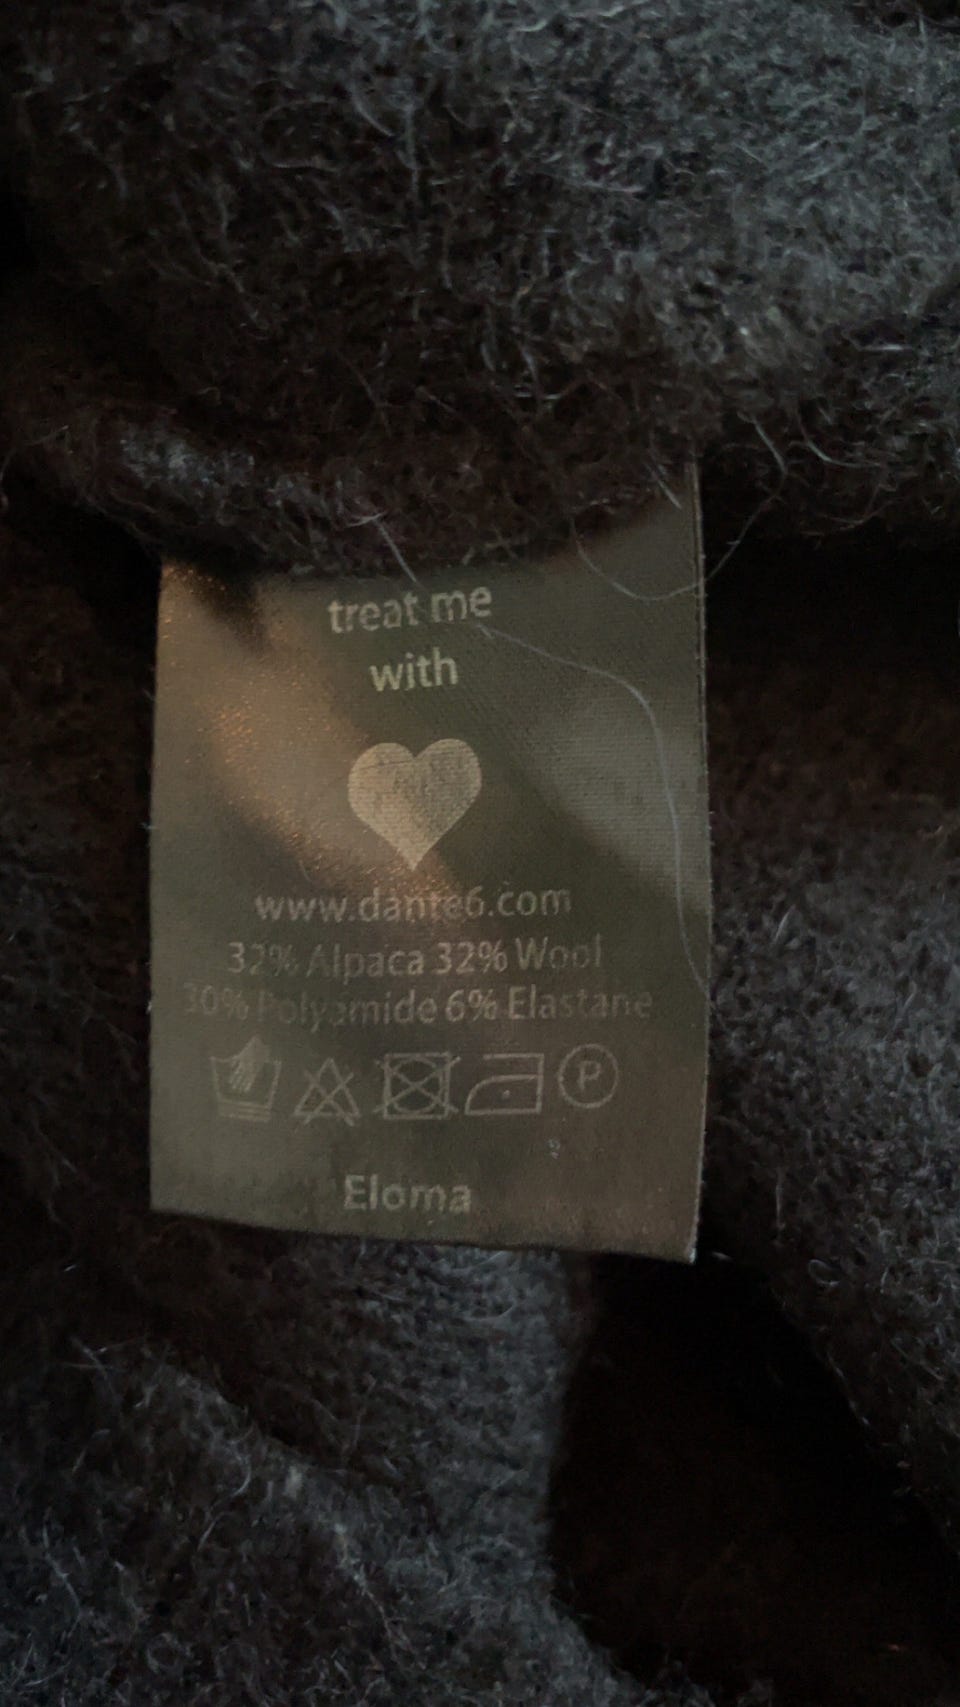 treat me
with
www.dante6.com
32% Alpaca 32% Wool
30% Polyamide 6% Elastane
P
Eloma